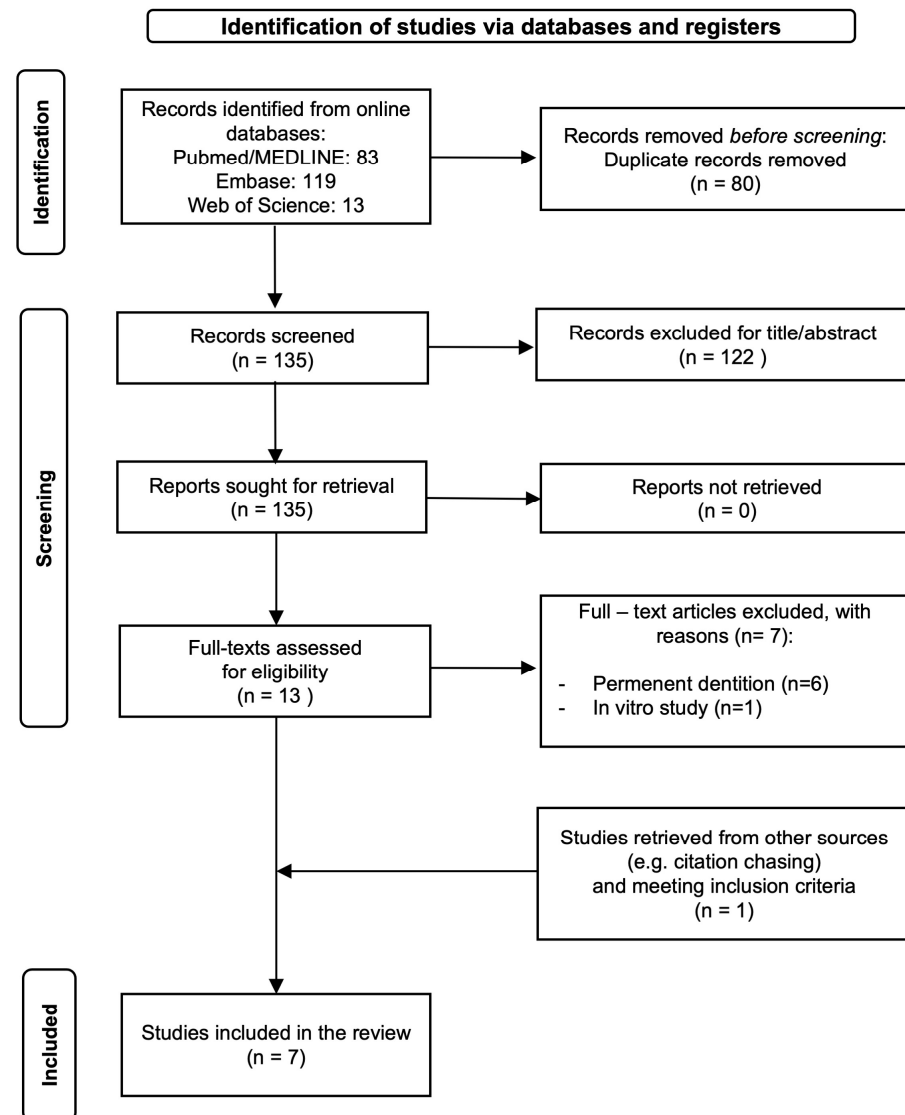 Identification of studies via databases and registers
Identification
Records identified from online
databases:
Pubmed/MEDLINE: 83
Embase: 119
Web of Science: 13
Records removed before screening:
Duplicate records removed
(n = 80)
Screening
Records screened
(n = 135)
Records excluded for title/abstract
(n = 122 )
Reports sought for retrieval
(n = 135)
Reports not retrieved
(n = 0)
Full-texts assessed
for eligibility
(n = 13 )
Full – text articles excluded, with
reasons (n= 7):
- Permenent dentition (n=6)
- In vitro study (n=1)
Studies retrieved from other sources
(e.g. citation chasing)
and meeting inclusion criteria
(n = 1)
Included
Studies included in the review
(n = 7)